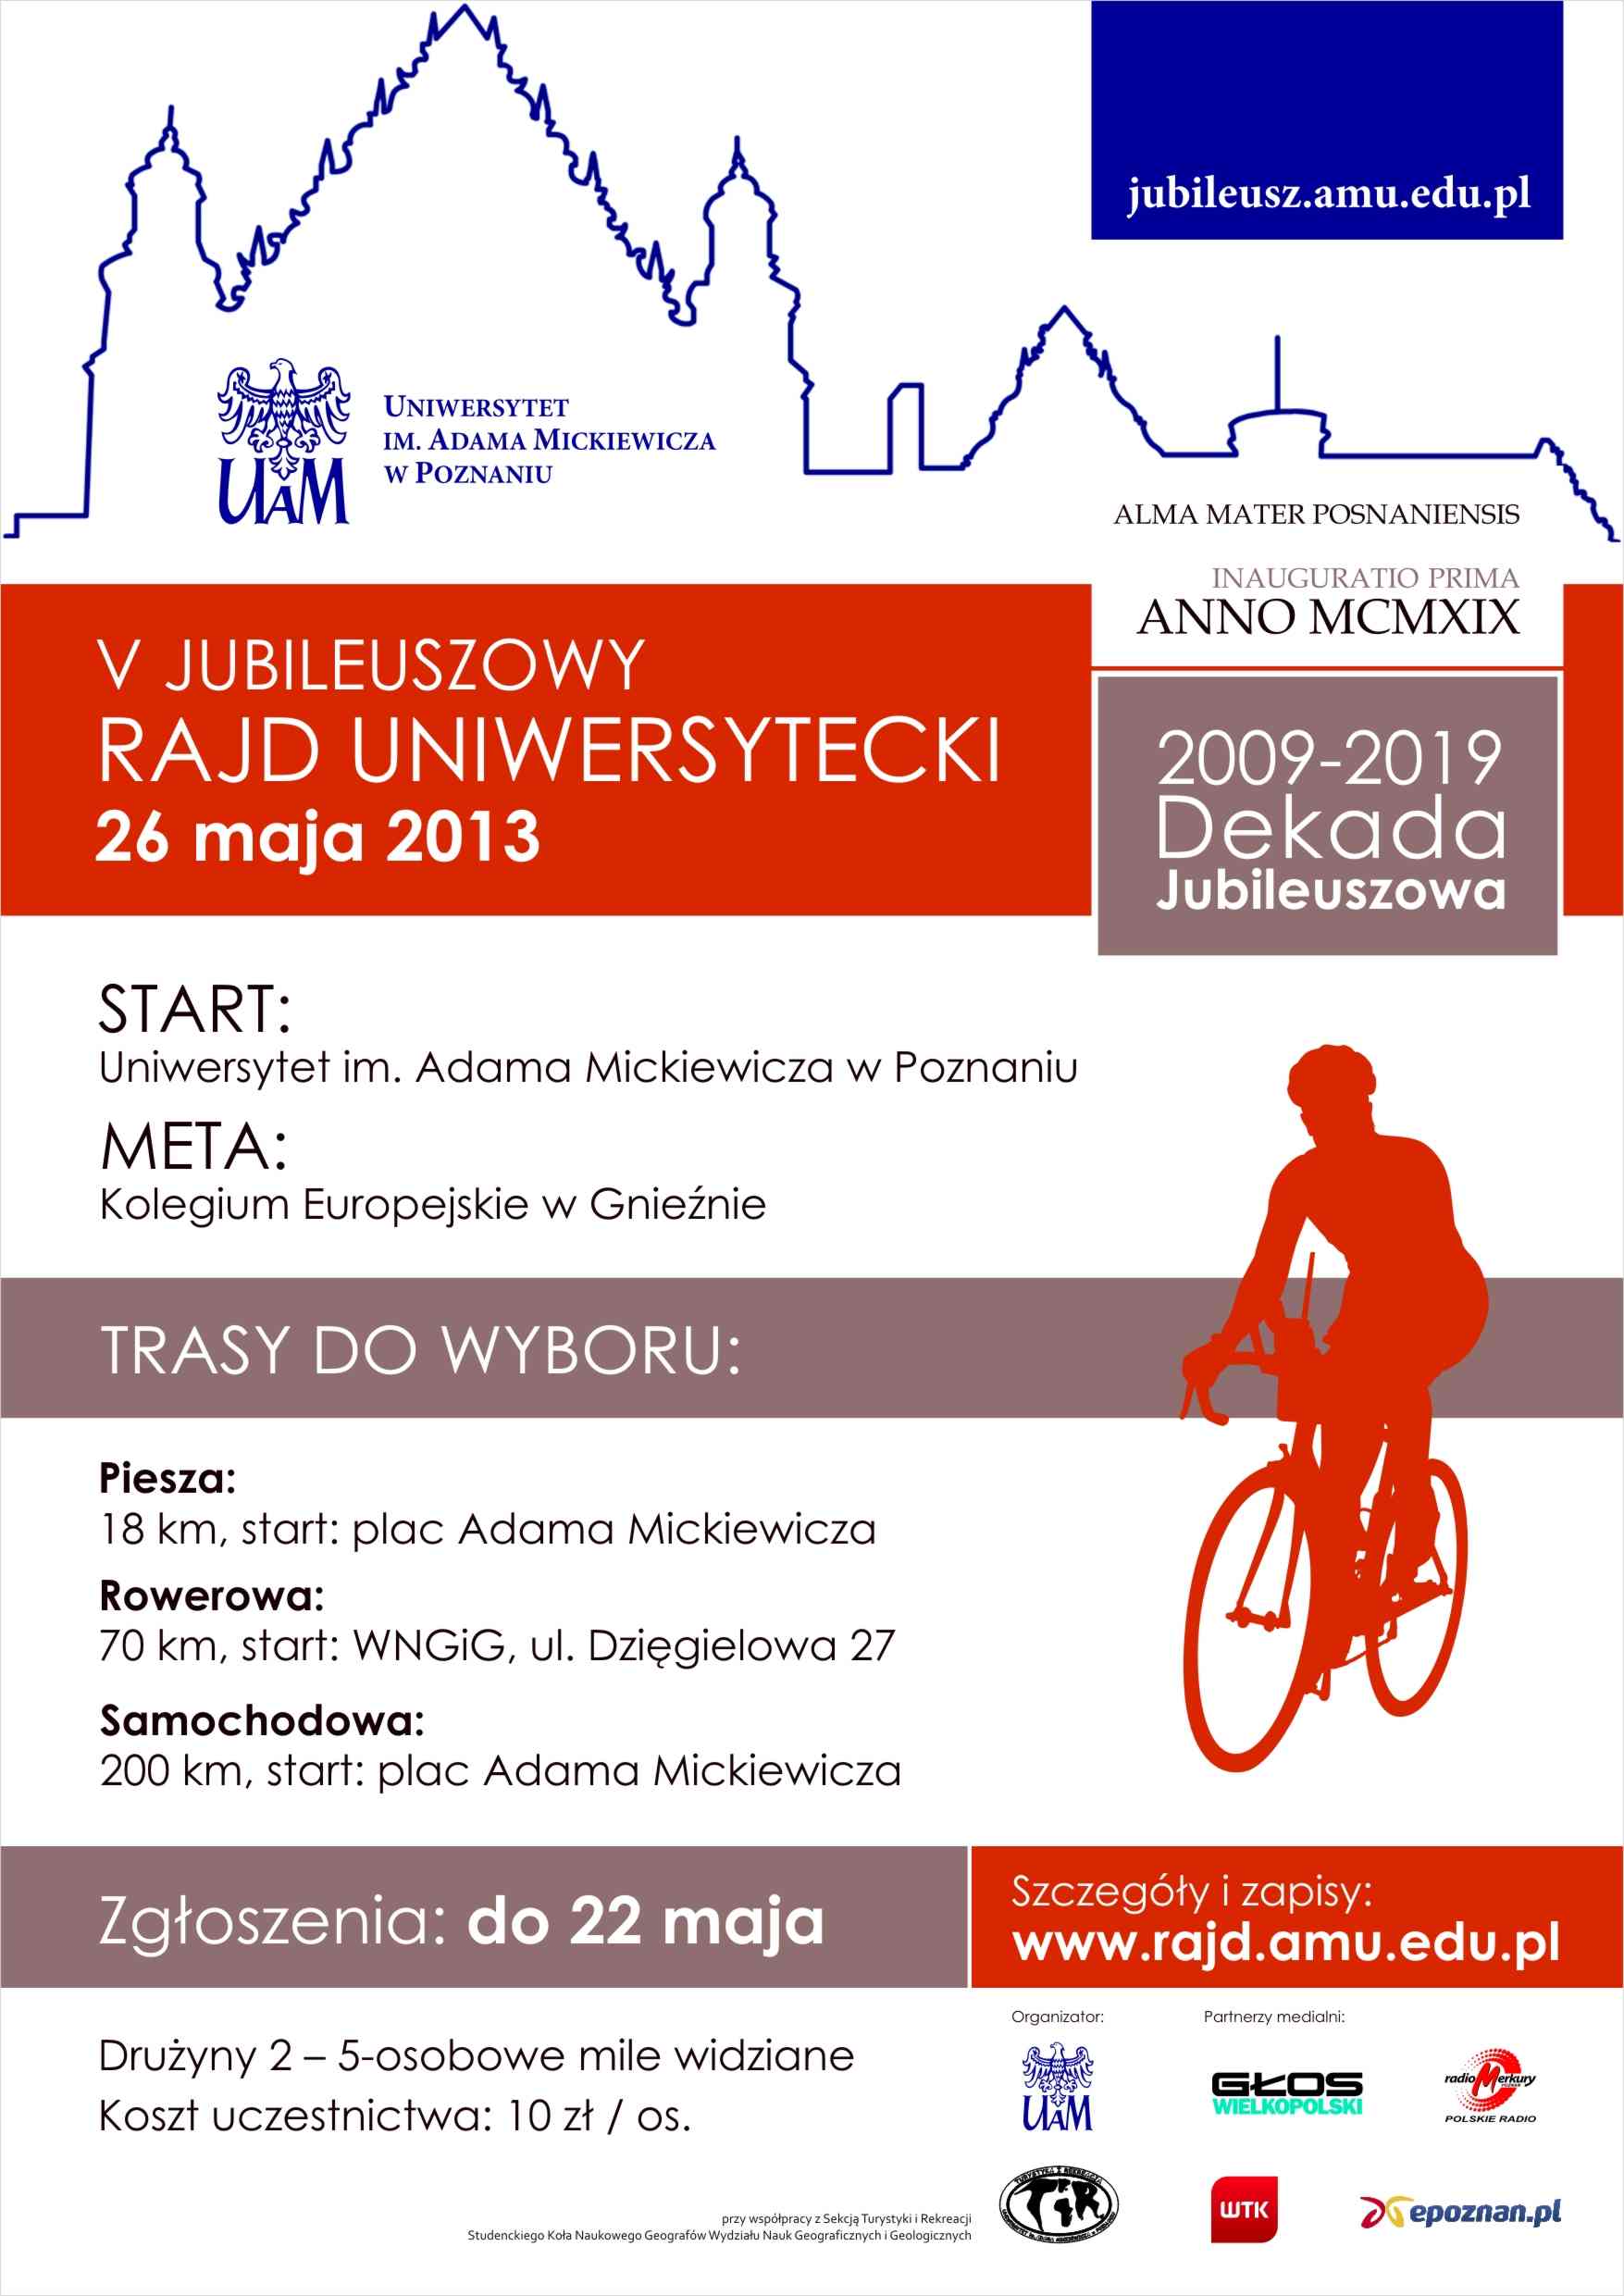 jubileusz.amu.edu.pl
UNIWERSYTET
IM. ADAMA MICKIEWICZA
W POZNANIU
UAM
ALMA MATER POSNANIENSIS
INAUGURATIO PRIMA
ANNO MCMXIX
V JUBILEUSZOWY
RAJD UNIWERSYTECKI
26 maja 2013
2009-2019
Dekada
Jubileuszowa
START:
Uniwersytet im. Adama Mickiewicza w Poznaniu
META:
Kolegium Europejskie w Gnieźnie
TRASY DO WYBORU:
Piesza:
18 km, start: plac Adama Mickiewicza
Rowerowa:
70 km, start: WNGiG, ul. Dzięgielowa 27
Samochodowa:
200 km, start: plac Adama Mickiewicza
Zgłoszenia: do 22 maja
Szczegóły i zapisy:
www.rajd.amu.edu.pl
Drużyny 2 – 5-osobowe mile widziane
Koszt uczestnictwa: 10 zł / os.
Organizator:
Partnerzy medialni:
UAM
GŁOS
WIELKOPOLSKI
radio Merkury
POLSKIE RADIO
przy współpracy z Sekcją Turystyki i Rekreacji
Studenckiego Koła Naukowego Geografów Wydziału Nauk Geograficznych i Geologicznych
TURYSTYKA I REKREACJA
TiR
WTK
epoznan.pl